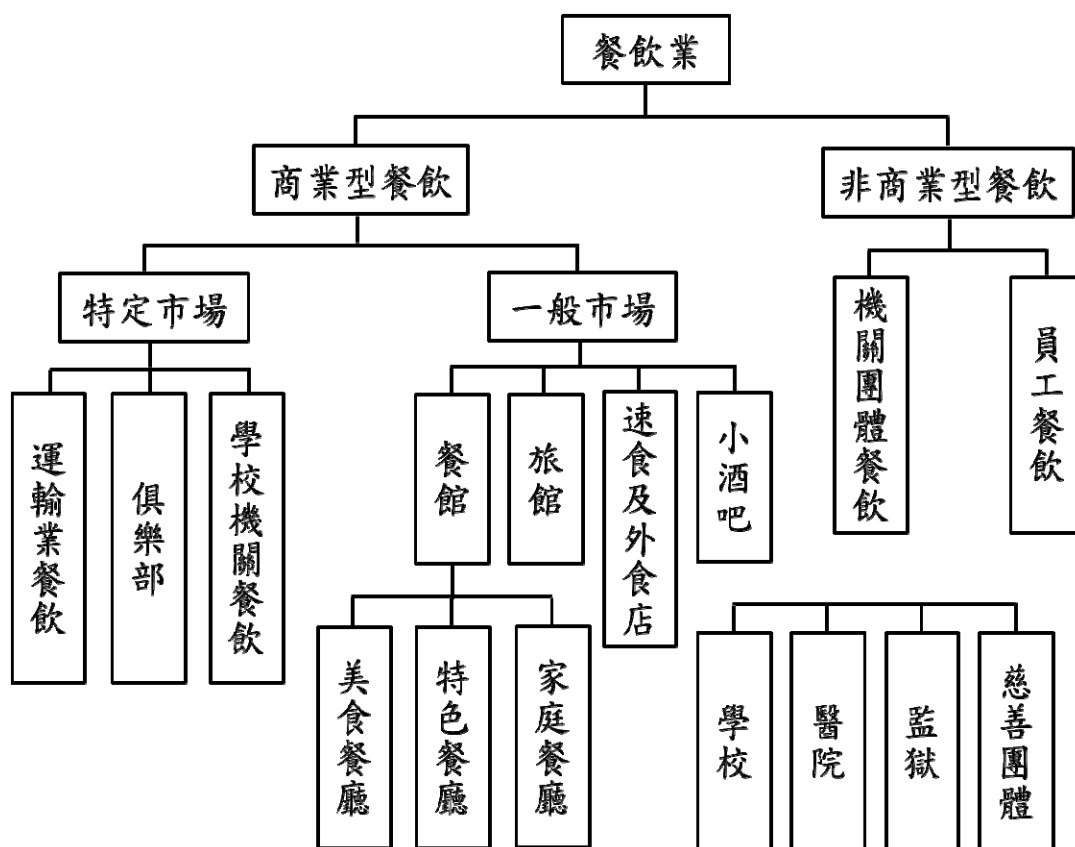 餐飲業
商業型餐飲
非商業型餐飲
特定市場
一般市場
機關團體餐飲
員工餐飲
運輸業餐飲
俱樂部
學校機關餐飲
餐館
旅館
速食及外食店
小酒吧
美食餐廳
特色餐廳
家庭餐廳
學校
醫院
監獄
慈善團體